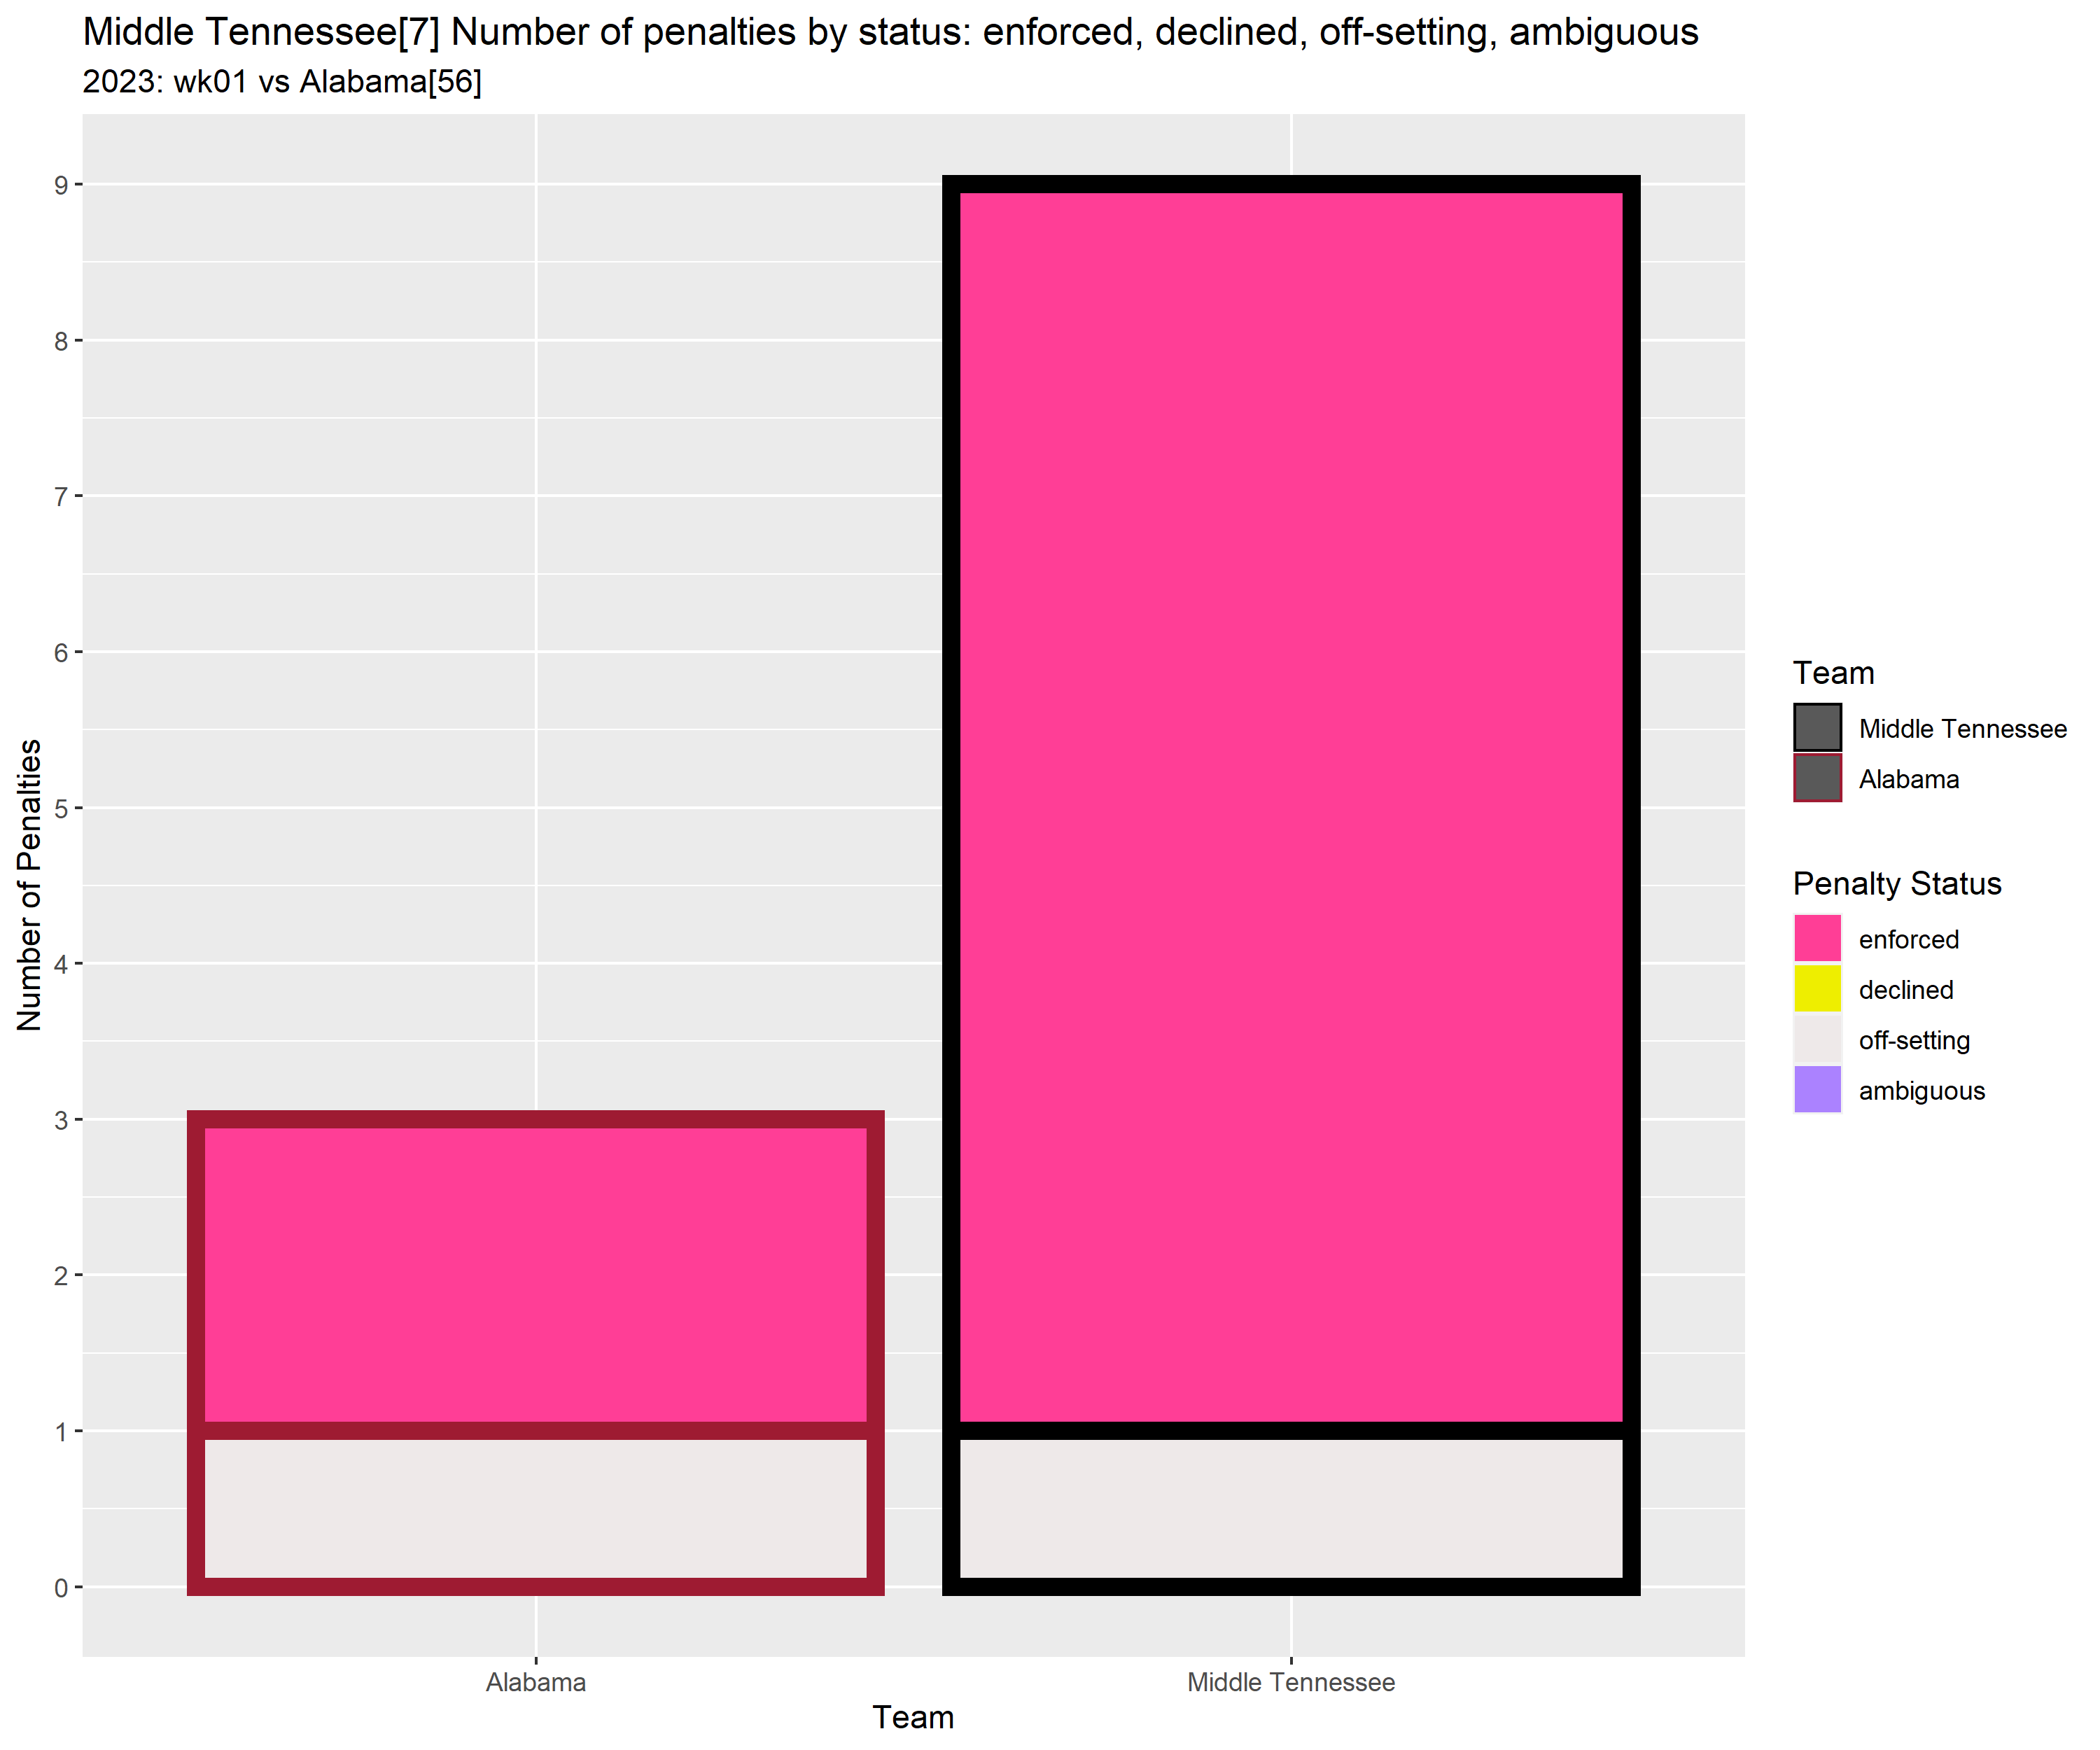 Middle Tennessee[7] Number of penalties by status: enforced, declined, off-setting, ambiguous
2023: wk01 vs Alabama[56]
Number of Penalties
9
8
7
6
5
4
3
2
1
0
Alabama
Middle Tennessee
Team
Team
Middle Tennessee
Alabama
Penalty Status
enforced
declined
off-setting
ambiguous